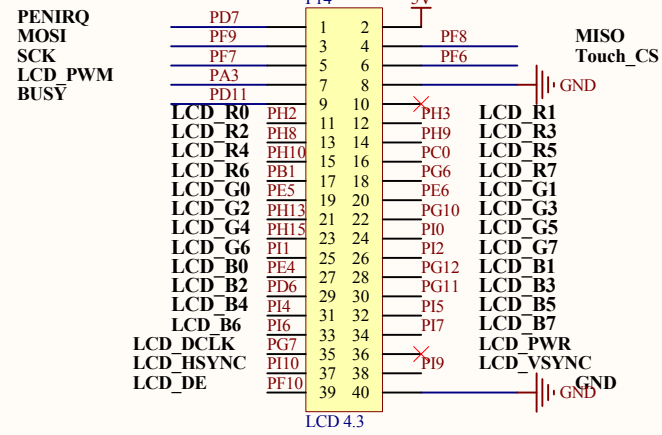 P14 5V
PENIRQ PD7 1 2
MOSI PF9 3 4 PF8 MISO
SCK PF7 5 6 PF6 Touch_CS
LCD_PWM PA3 7 8 GND
BUSY PD11 9 10
LCD_R0 PH2 11 12 PH3 LCD_R1
LCD_R2 PH8 13 14 PH9 LCD_R3
LCD_R4 PH10 15 16 PC0 LCD_R5
LCD_R6 PB1 17 18 PG6 LCD_R7
LCD_G0 PE5 19 20 PE6 LCD_G1
LCD_G2 PH13 21 22 PG10 LCD_G3
LCD_G4 PH15 23 24 PI0 LCD_G5
LCD_G6 PI1 25 26 PI2 LCD_G7
LCD_B0 PE4 27 28 PG12 LCD_B1
LCD_B2 PD6 29 30 PG11 LCD_B3
LCD_B4 PI4 31 32 PI5 LCD_B5
LCD_B6 PI6 33 34 PI7 LCD_B7
LCD_DCLK PG7 35 36 LCD_PWR
LCD_HSYNC PI10 37 38 PI9 LCD_VSYNC
LCD_DE PF10 39 40 GND GND
LCD 4.3